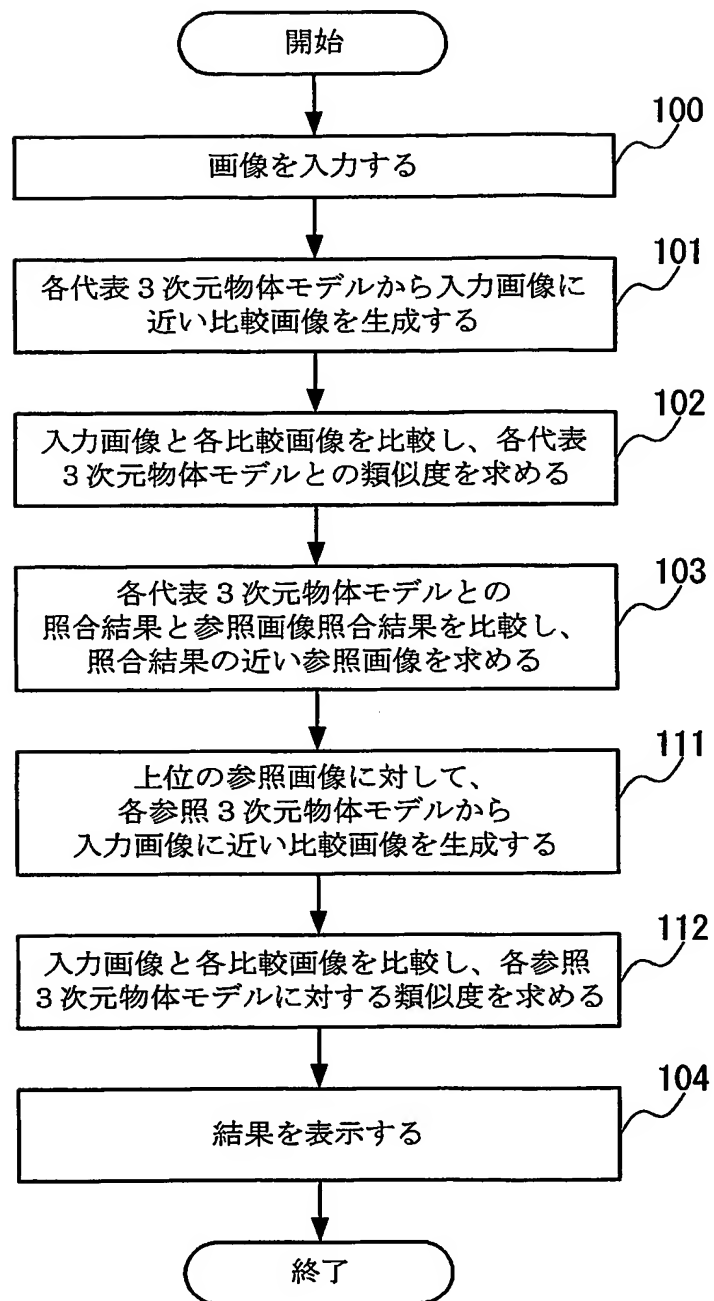 開始
100
画像を入力する
101
各代表３次元物体モデルから入力画像に
近い比較画像を生成する
102
入力画像と各比較画像を比較し、各代表
３次元物体モデルとの類似度を求める
103
各代表３次元物体モデルとの
照合結果と参照画像照合結果を比較し、
照合結果の近い参照画像を求める
111
上位の参照画像に対して、
各参照３次元物体モデルから
入力画像に近い比較画像を生成する
112
入力画像と各比較画像を比較し、各参照
３次元物体モデルに対する類似度を求める
104
結果を表示する
終了